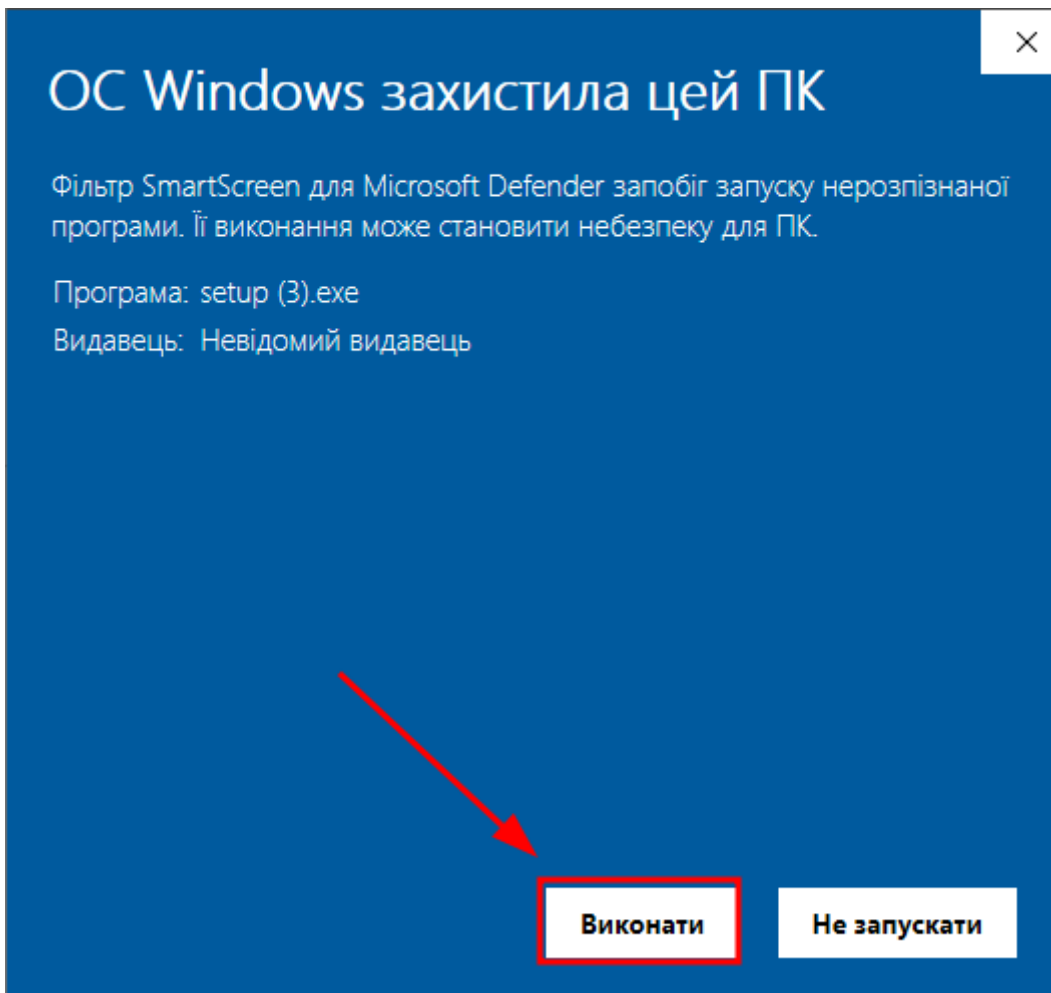 ОС Windows захистила цей ПК
Фільтр SmartScreen для Microsoft Defender запобіг запуску нерозпізнаної
програми. Її виконання може становити небезпеку для ПК.
Програма: setup (3).exe
Видавець: Невідомий видавець
Виконати
Не запускати